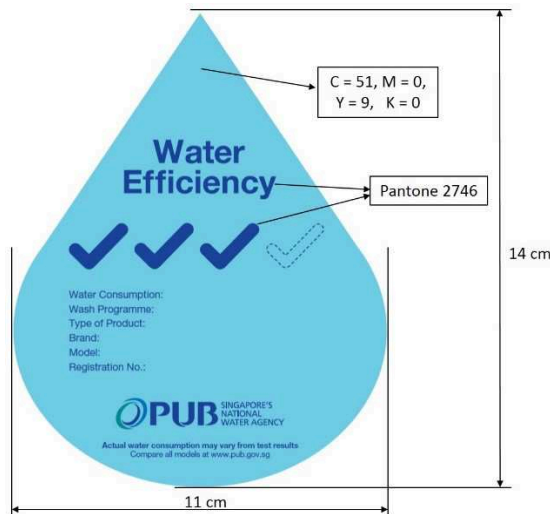 C = 51, M = 0,
Y = 9, K = 0
Water
Efficiency
Pantone 2746
14 cm
Water Consumption:
Wash Programme:
Type of Product:
Brand:
Model:
Registration No.:
PUB SINGAPORE'S
NATIONAL
WATER AGENCY
Actual water consumption may vary from test results
Compare all models at www.pub.gov.sg
11 cm